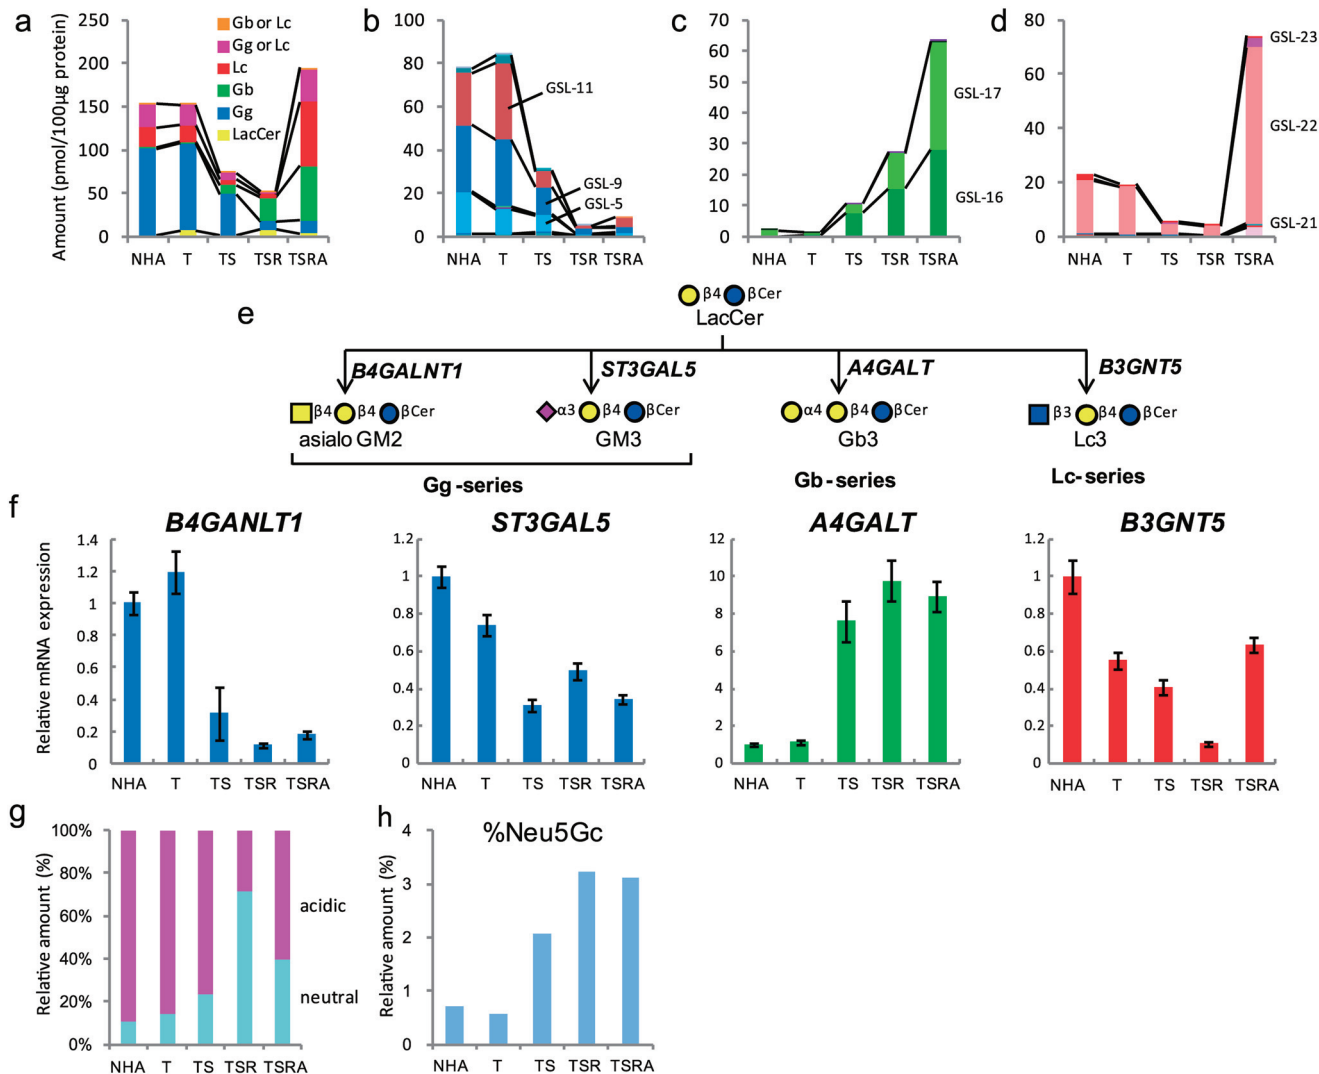 a
Amount (pmol/100µg protein)
250
200
150
100
50
0
Gb or Lc
Gg or Lc
Lc
Gb
Gg
LacCer
NHA T TS TSR TSRA
b
100
80
60
40
20
0
GSL-11
GSL-9
GSL-5
NHA T TS TSR TSRA
c
70
60
50
40
30
20
10
0
GSL-17
GSL-16
NHA T TS TSR TSRA
d
80
60
40
20
0
GSL-23
GSL-22
GSL-21
NHA T TS TSR TSRA
e
β4 βCer
LacCer
B4GALNT1 ST3GAL5 A4GALT B3GNT5
β4 β4 βCer
asialo GM2
α3 β4 βCer
GM3
α4 β4 βCer
Gb3
β3 β4 βCer
Lc3
Gg-series
Gb-series
Lc-series
f
B4GANLT1
Relative mRNA expression
1.4
1.2
1
0.8
0.6
0.4
0.2
0
NHA T TS TSR TSRA
ST3GAL5
1.2
1
0.8
0.6
0.4
0.2
0
NHA T TS TSR TSRA
A4GALT
12
10
8
6
4
2
0
NHA T TS TSR TSRA
B3GNT5
1.2
1
0.8
0.6
0.4
0.2
0
NHA T TS TSR TSRA
g
Relative amount (%)
100%
80%
60%
40%
20%
0%
acidic
neutral
NHA T TS TSR TSRA
h
%Neu5Gc
Relative amount (%)
4
3
2
1
0
NHA T TS TSR TSRA